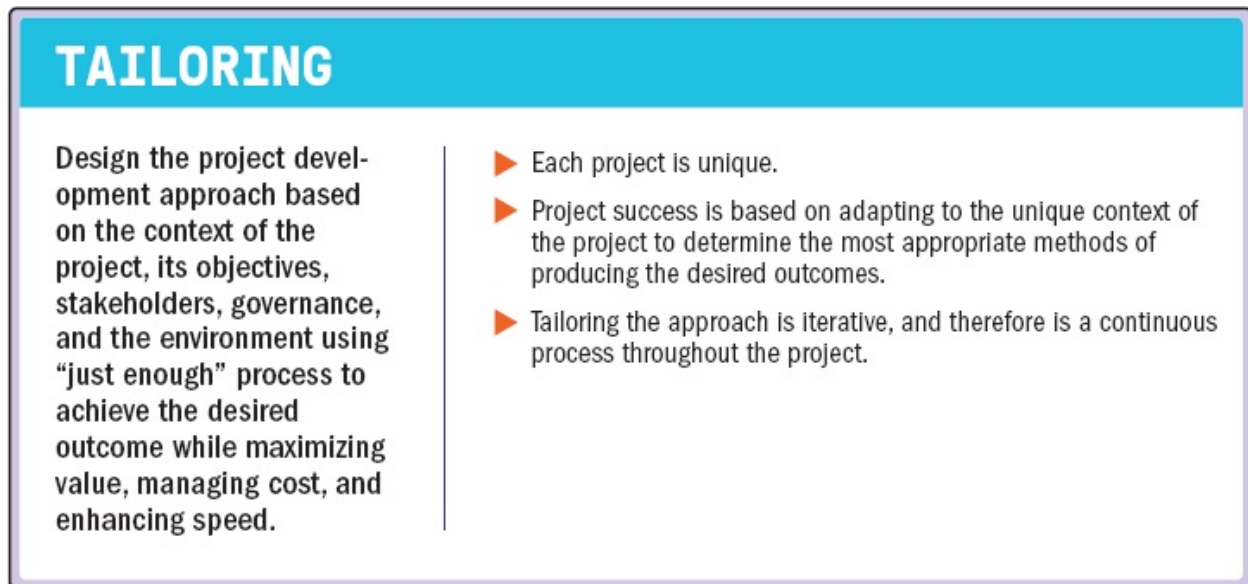 TAILORING
Design the project devel-
opment approach based
on the context of the
project, its objectives,
stakeholders, governance,
and the environment using
“just enough” process to
achieve the desired
outcome while maximizing
value, managing cost, and
enhancing speed.
▶ Each project is unique.
▶ Project success is based on adapting to the unique context of
the project to determine the most appropriate methods of
producing the desired outcomes.
▶ Tailoring the approach is iterative, and therefore is a continuous
process throughout the project.